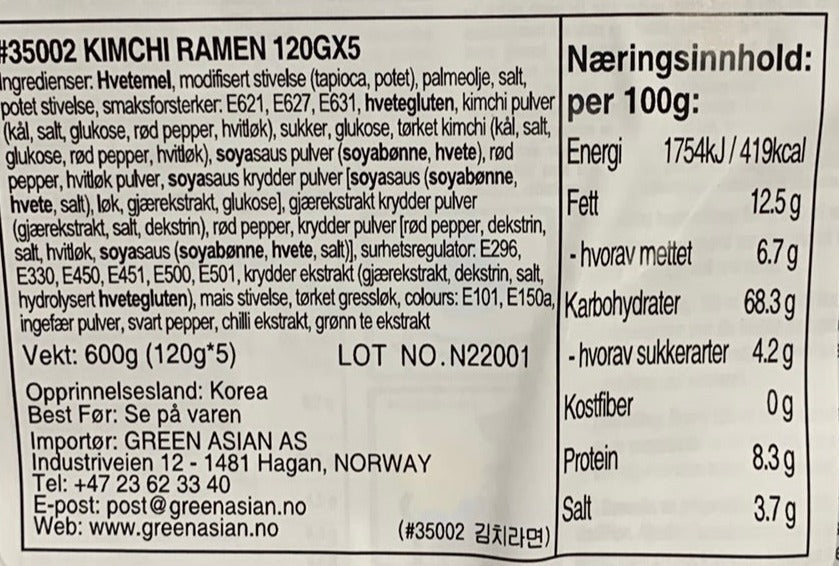 #35002 KIMCHI RAMEN 120GX5
Ingredienser: Hvetemel, modifisert stivelse (tapioca, potet), palmeolje, salt,
potet stivelse, smaksforsterker: E621, E627, E631, hvetegluten, kimchi pulver
(kål, salt, glukose, rød pepper, hvitløk), sukker, glukose, tørket kimchi (kål, salt,
glukose, rød pepper, hvitløk), soyasaus pulver (soyabønne, hvete), rød
pepper, hvitløk pulver, soyasaus krydder pulver [soyasaus (soyabønne,
hvete, salt), løk, gjærekstrakt, glukose], gjærekstrakt krydder pulver
(gjærekstrakt, salt, dekstrin), rød pepper, krydder pulver [rød pepper, dekstrin,
salt, hvitløk, soyasaus (soyabønne, hvete, salt)], surhetsregulator: E296,
E330, E450, E451, E500, E501, krydder ekstrakt (gjærekstrakt, dekstrin, salt,
hydrolysert hvetegluten), mais stivelse, tørket gressløk, colours: E101, E150a,
ingefær pulver, svart pepper, chilli ekstrakt, grønn te ekstrakt
Vekt: 600g (120g*5) LOT NO.N22001
Opprinnelsesland: Korea
Best Før: Se på varen
Importør: GREEN ASIAN AS
Industriveien 12 - 1481 Hagan, NORWAY
Tel: +47 23 62 33 40
E-post: post@greenasian.no
Web: www.greenasian.no
(#35002 김치라면)
Næringsinnhold:
per 100g:
Energi 1754kJ / 419kcal
Fett 12.5 g
- hvorav mettet 6.7 g
Karbohydrater 68.3 g
- hvorav sukkerarter 4.2 g
Kostfiber 0 g
Protein 8.3 g
Salt 3.7 g